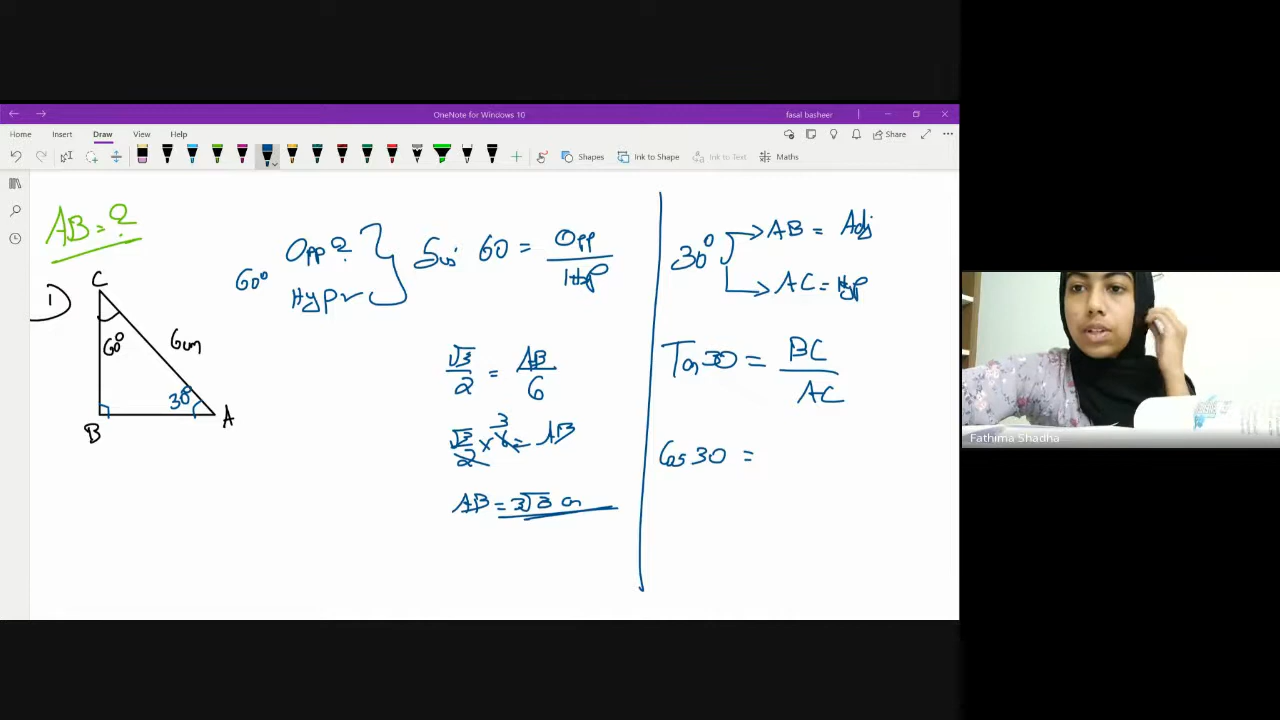 OneNote for Windows 10
fasal basheer
Home Insert Draw View Help
Shapes Ink to Shape Ink to Text Maths Share
AB = ?
1)
C
60°
6cm
30°
B
A
60°
Opp ?
Hyp ✓
Sin 60 = Opp / Hyp
√3/2 = AB/6
√3/2 × 6 3 = AB
AB = 3√3 cm
30°
AB = Adj
AC = Hyp
Tan 30 = BC / AC
Cos 30 =
Fathima Shadha